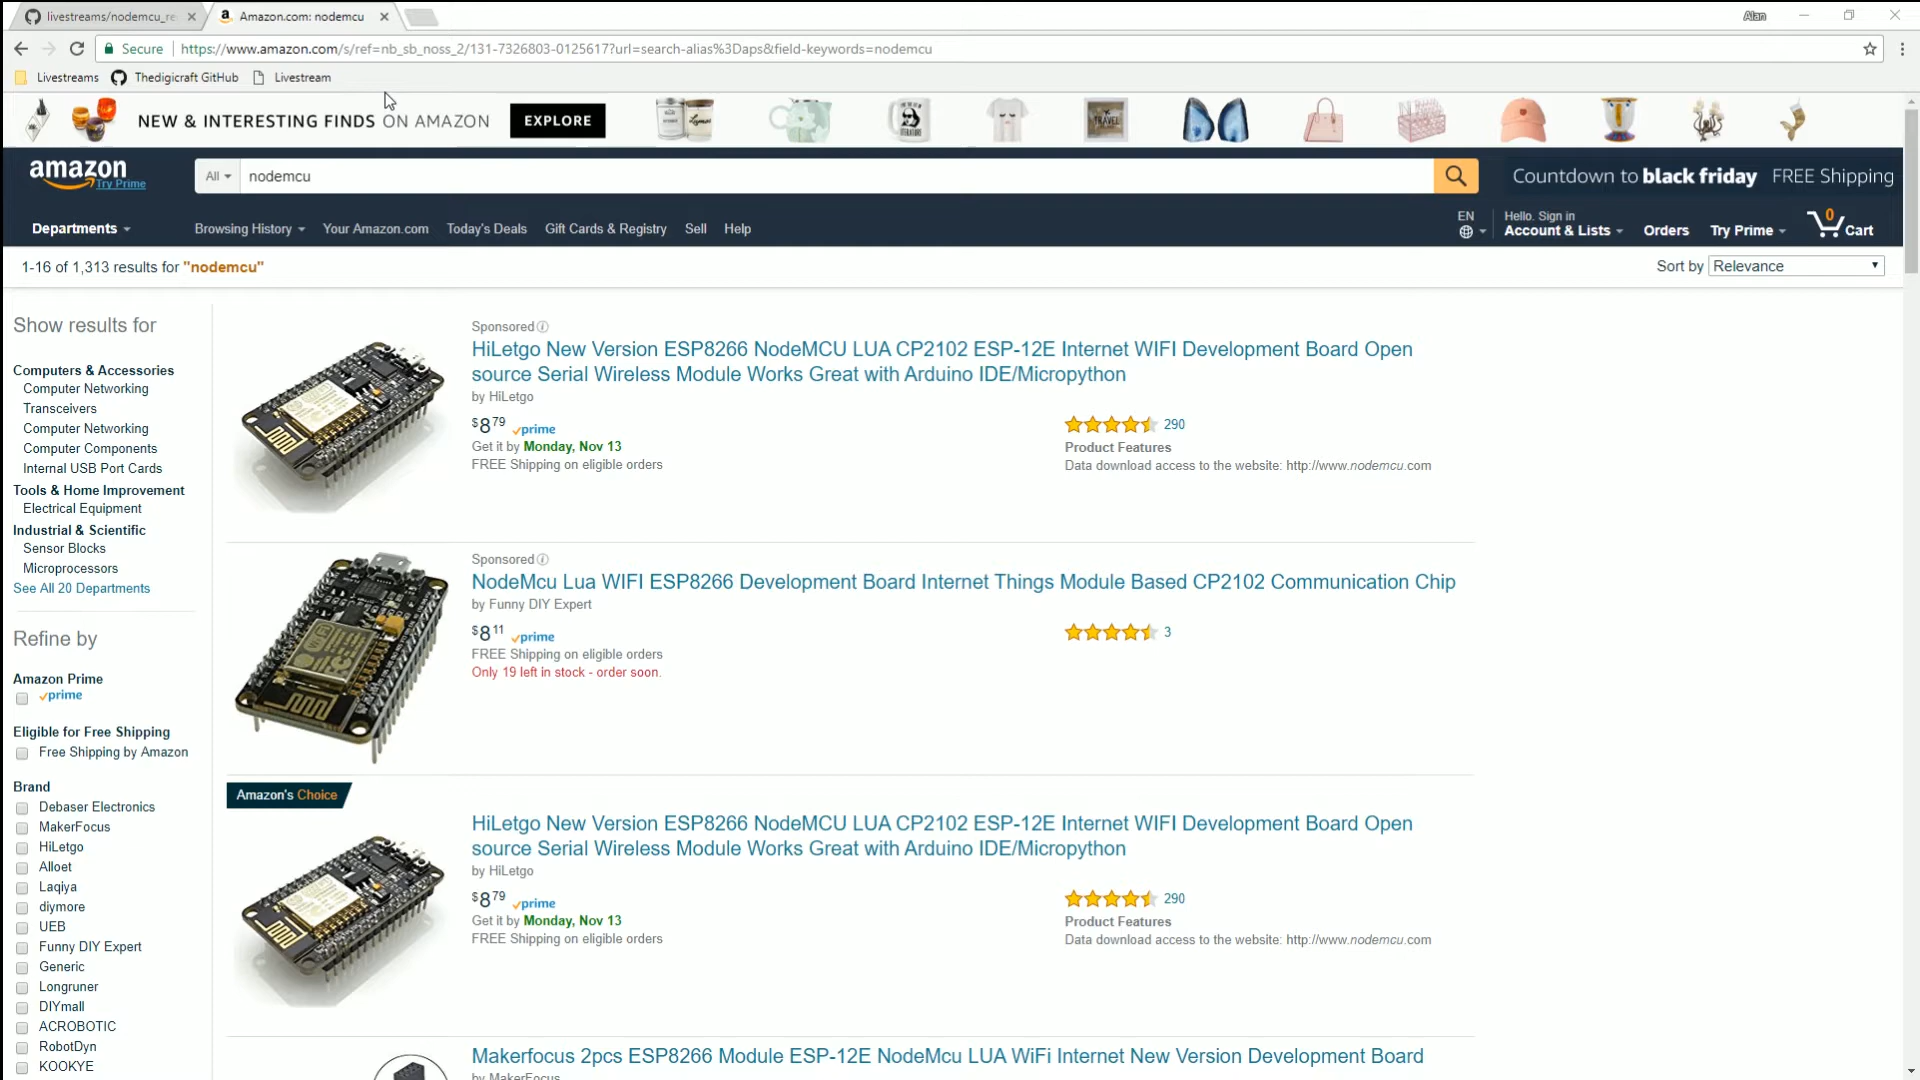 livestreams/nodemcu_re
Amazon.com: nodemcu
Alan
Secure
https://www.amazon.com/s/ref=nb_sb_noss_2/131-7326803-0125617?url=search-alias%3Daps&field-keywords=nodemcu
Livestreams
Thedigicraft GitHub
Livestream
NEW & INTERESTING FINDS ON AMAZON
EXPLORE
amazon
Try Prime
All
nodemcu
Countdown to black friday FREE Shipping
Departments
Browsing History
Your Amazon.com
Today's Deals
Gift Cards & Registry
Sell
Help
EN
Hello. Sign in
Account & Lists
Orders
Try Prime
0
Cart
1-16 of 1,313 results for "nodemcu"
Sort by
Relevance
Show results for
Computers & Accessories
Computer Networking
Transceivers
Computer Networking
Computer Components
Internal USB Port Cards
Tools & Home Improvement
Electrical Equipment
Industrial & Scientific
Sensor Blocks
Microprocessors
See All 20 Departments
Refine by
Amazon Prime
prime
Eligible for Free Shipping
Free Shipping by Amazon
Brand
Debaser Electronics
MakerFocus
HiLetgo
Alloet
Laqiya
diymore
UEB
Funny DIY Expert
Generic
Longruner
DIYmall
ACROBOTIC
RobotDyn
KOOKYE
Sponsored
HiLetgo New Version ESP8266 NodeMCU LUA CP2102 ESP-12E Internet WIFI Development Board Open
source Serial Wireless Module Works Great with Arduino IDE/Micropython
by HiLetgo
$8 79 prime
Get it by Monday, Nov 13
FREE Shipping on eligible orders
290
Product Features
Data download access to the website: http://www.nodemcu.com
Sponsored
NodeMcu Lua WIFI ESP8266 Development Board Internet Things Module Based CP2102 Communication Chip
by Funny DIY Expert
$8 11 prime
FREE Shipping on eligible orders
Only 19 left in stock - order soon.
3
Amazon's Choice
HiLetgo New Version ESP8266 NodeMCU LUA CP2102 ESP-12E Internet WIFI Development Board Open
source Serial Wireless Module Works Great with Arduino IDE/Micropython
by HiLetgo
$8 79 prime
Get it by Monday, Nov 13
FREE Shipping on eligible orders
290
Product Features
Data download access to the website: http://www.nodemcu.com
Makerfocus 2pcs ESP8266 Module ESP-12E NodeMcu LUA WiFi Internet New Version Development Board
by MakerFocus